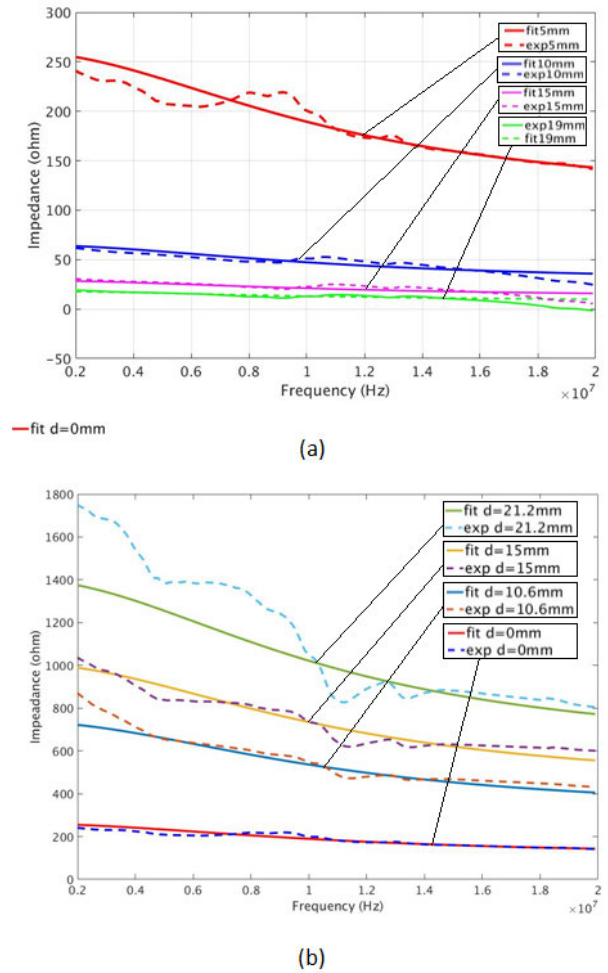 300
250
200
150
100
50
0
-50
Impedance (ohm)
fit5mm
exp5mm
fit10mm
exp10mm
fit15mm
exp15mm
exp19mm
fit19mm
0.2 0.4 0.6 0.8 1 1.2 1.4 1.6 1.8 2
Frequency (Hz)
×10⁷
fit d=0mm
(a)
1800
1600
1400
1200
1000
800
600
400
200
0
Impeadance (ohm)
fit d=21.2mm
exp d=21.2mm
fit d=15mm
exp d=15mm
fit d=10.6mm
exp d=10.6mm
fit d=0mm
exp d=0mm
0.2 0.4 0.6 0.8 1 1.2 1.4 1.6 1.8 2
Frequency (Hz)
×10⁷
(b)